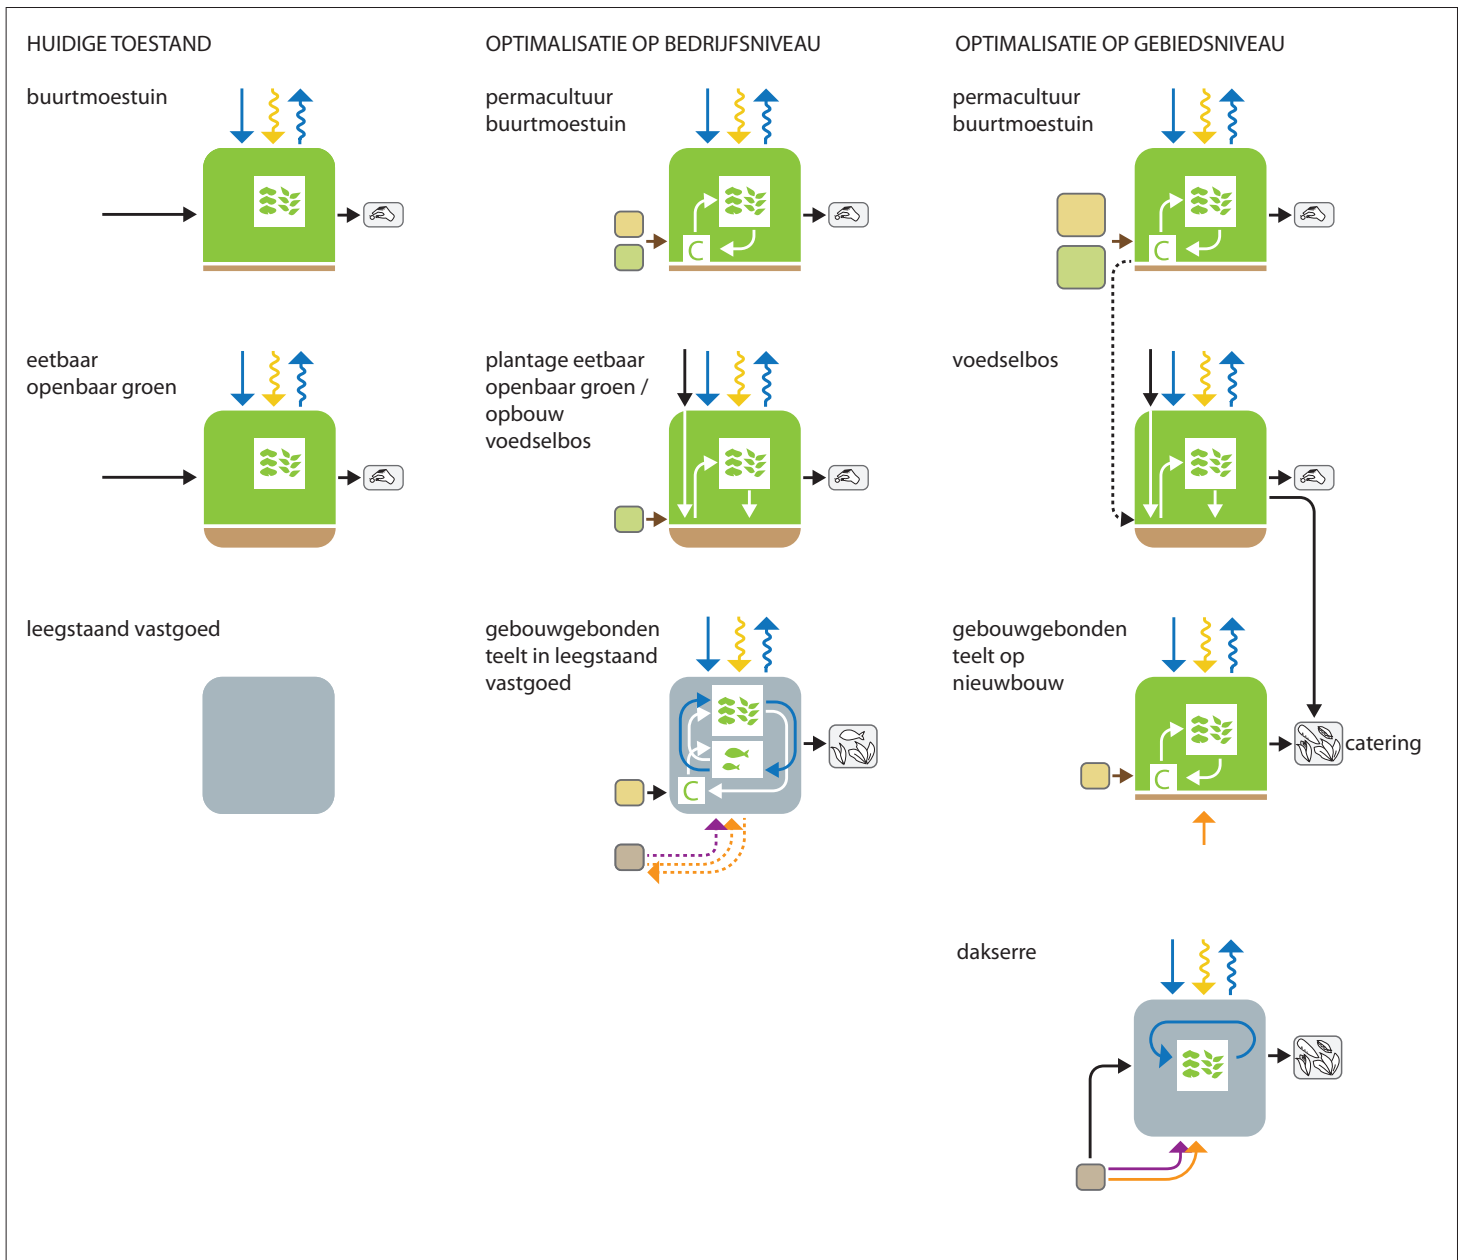 HUIDIGE TOESTAND
buurtmoestuin
eetbaar
openbaar groen
leegstaand vastgoed
OPTIMALISATIE OP BEDRIJFSNIVEAU
permacultuur
buurtmoestuin
C
plantage eetbaar
openbaar groen /
opbouw
voedselbos
gebouwgebonden
teelt in leegstaand
vastgoed
C
OPTIMALISATIE OP GEBIEDSNIVEAU
permacultuur
buurtmoestuin
C
voedselbos
gebouwgebonden
teelt op
nieuwbouw
C
catering
dakserre